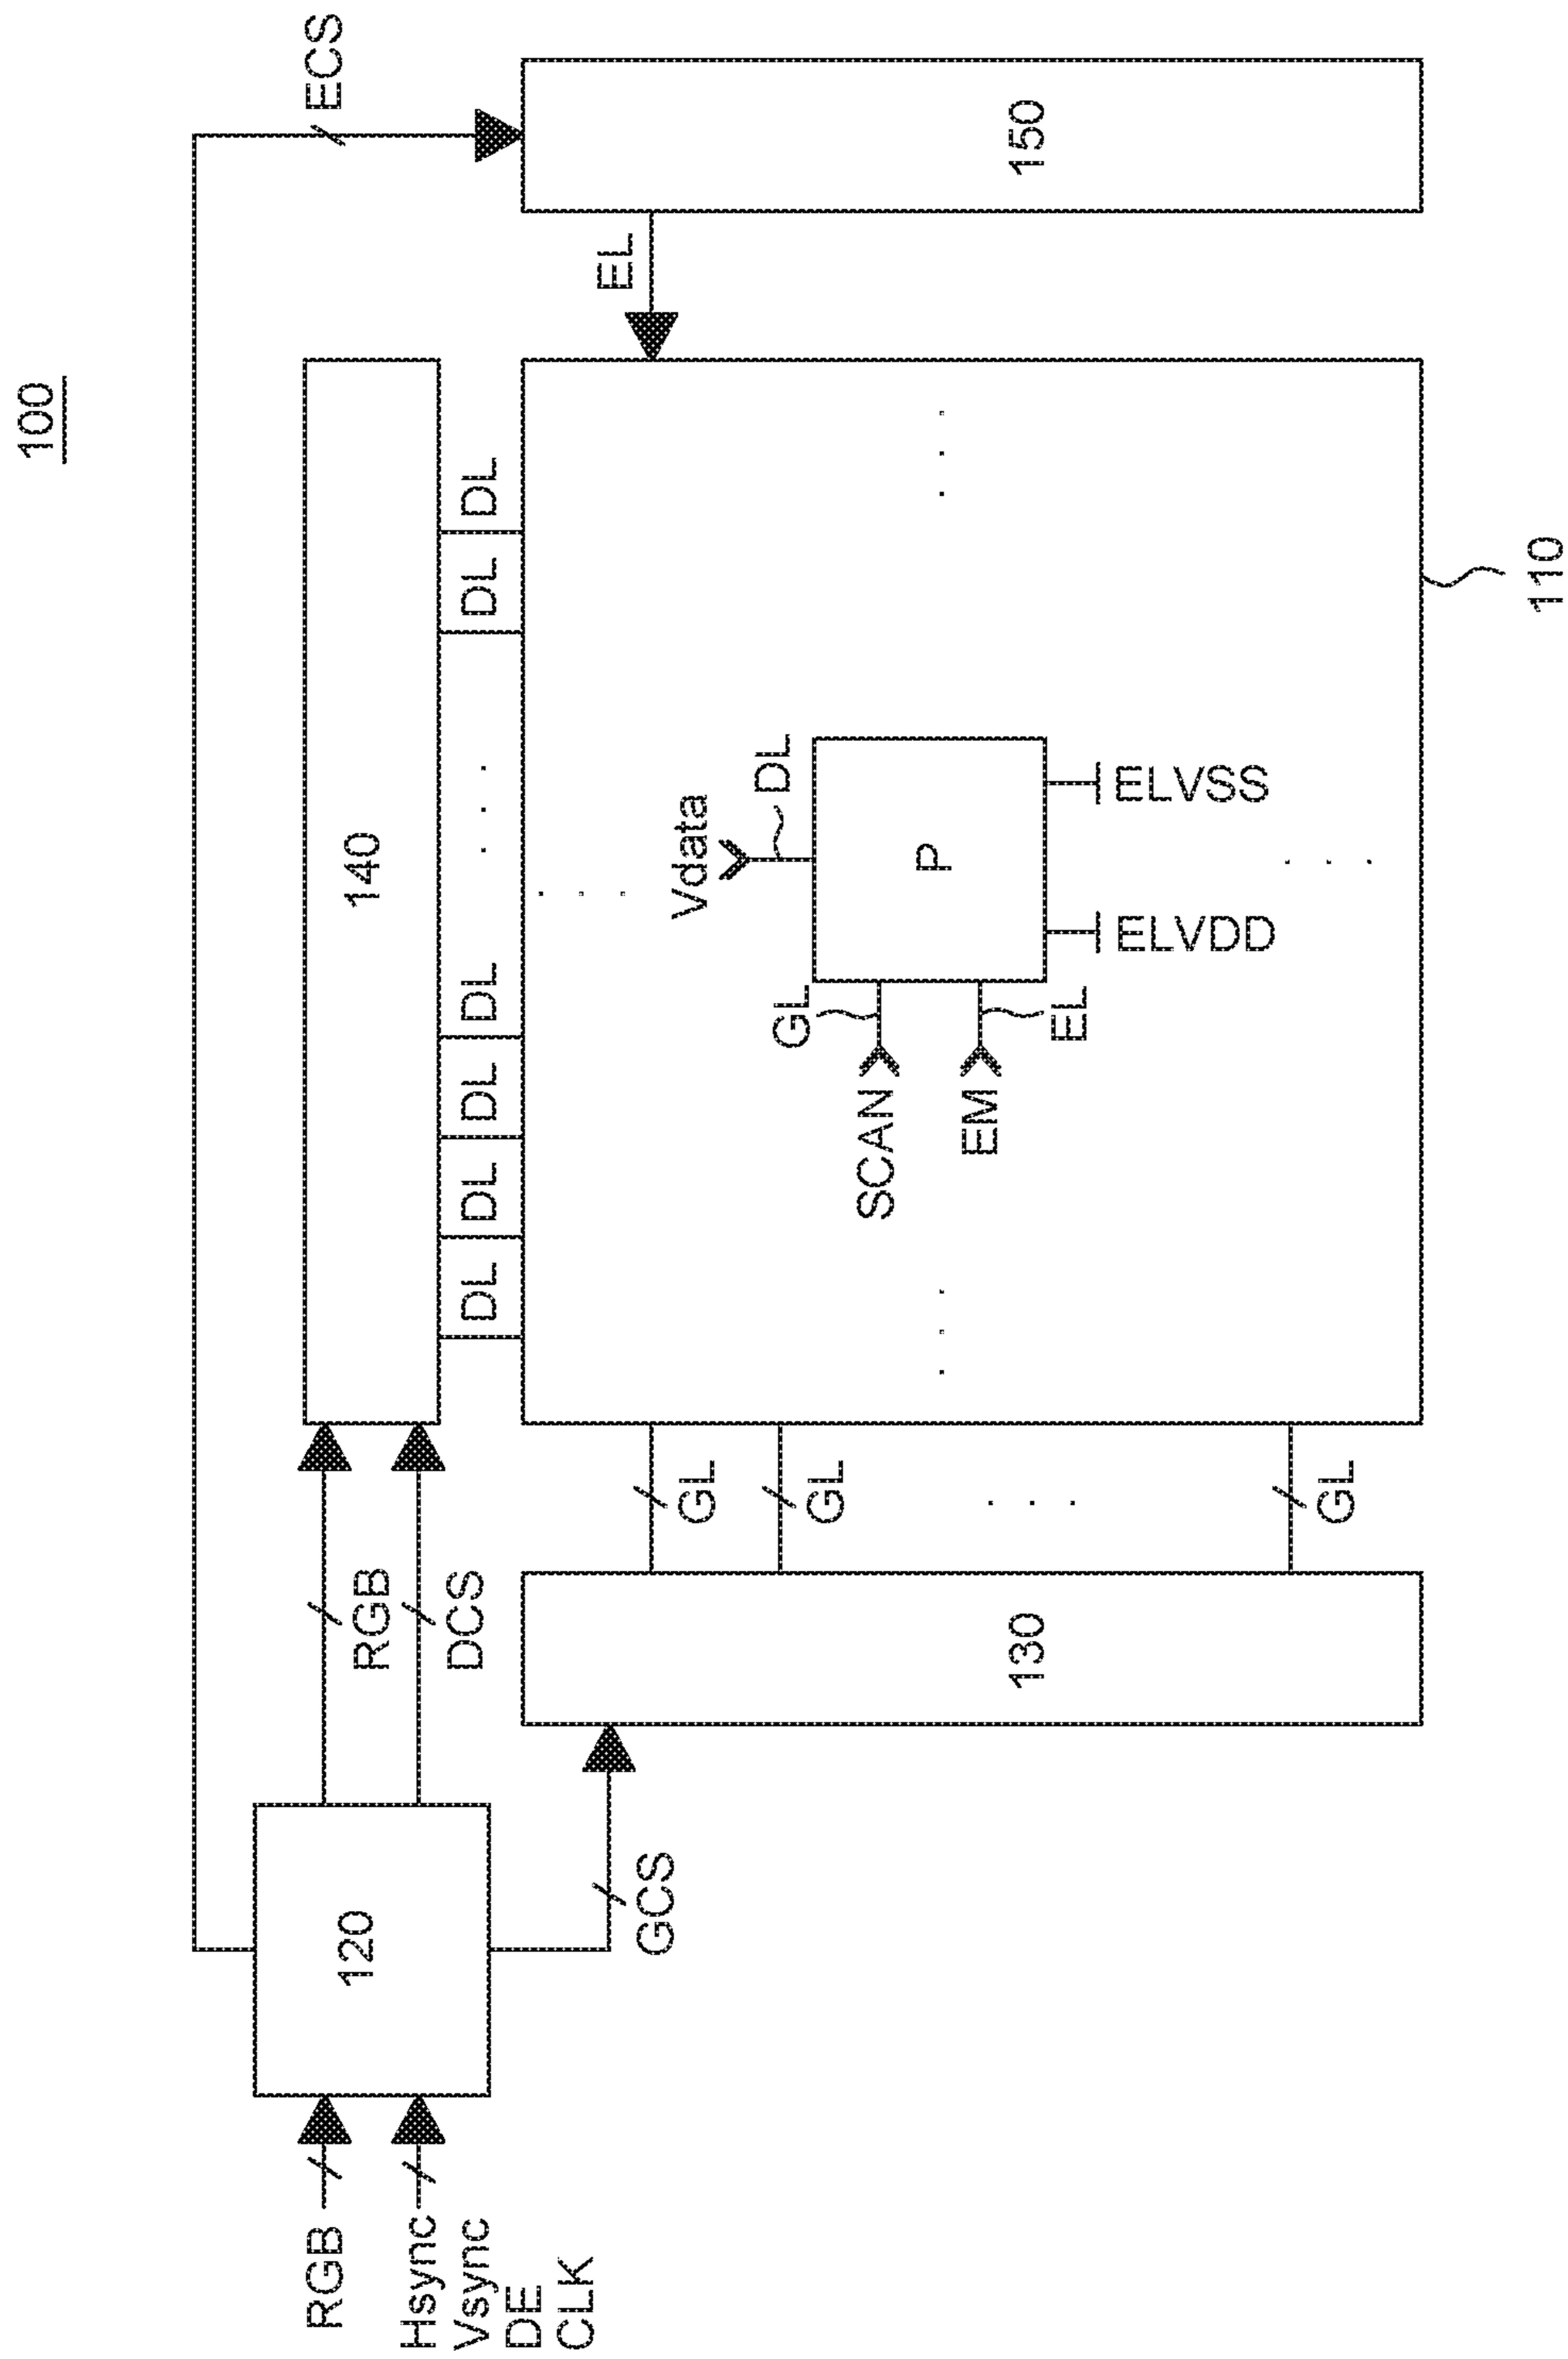 100
ECS
RGB
Hsync
Vsync
DE
CLK
120
RGB
DCS
GCS
140
DL
DL
DL
DL
. . .
DL
DL
130
GL
GL
. . .
GL
. . .
Vdata
DL
GL
SCAN
EM
EL
P
ELVDD
ELVSS
. . .
. . .
. . .
EL
150
110